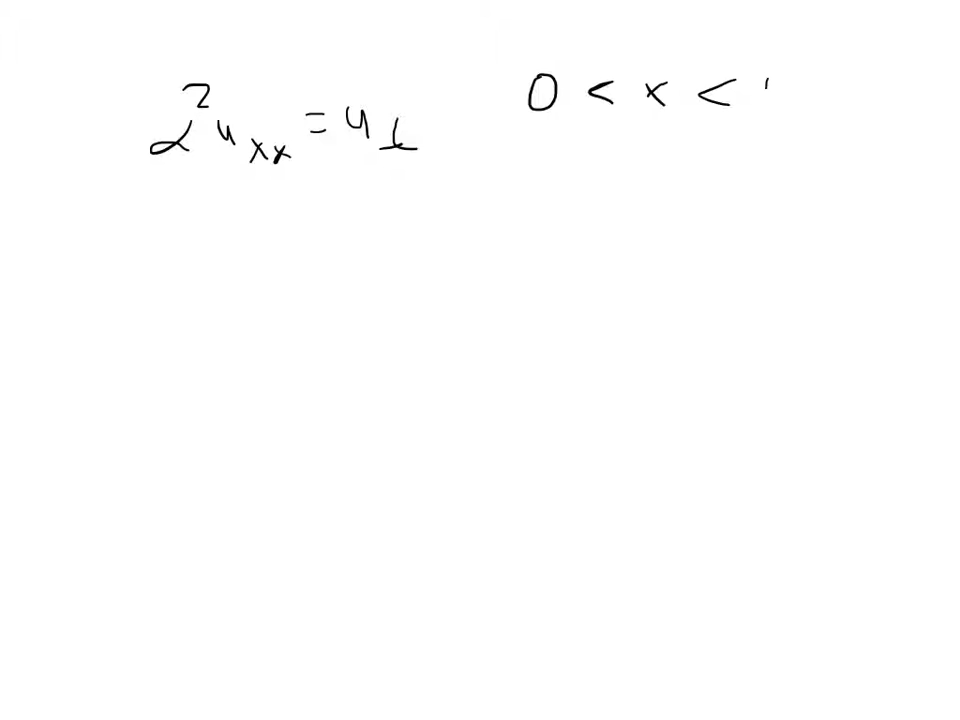 α²u_xx = u_t 0 < x <